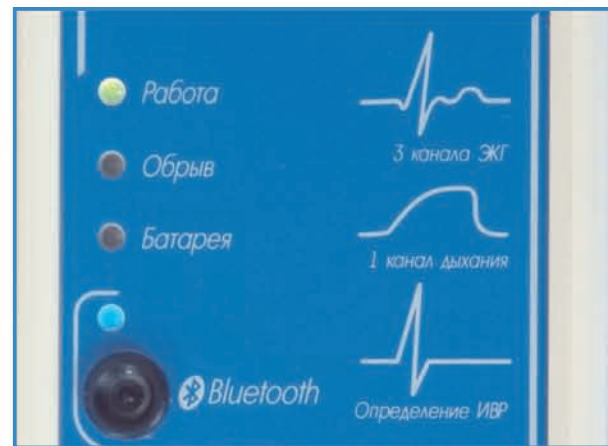 Работа
Обрыв
Батарея
Bluetooth
3 канала ЭКГ
1 канал дыхания
Определение ИВР